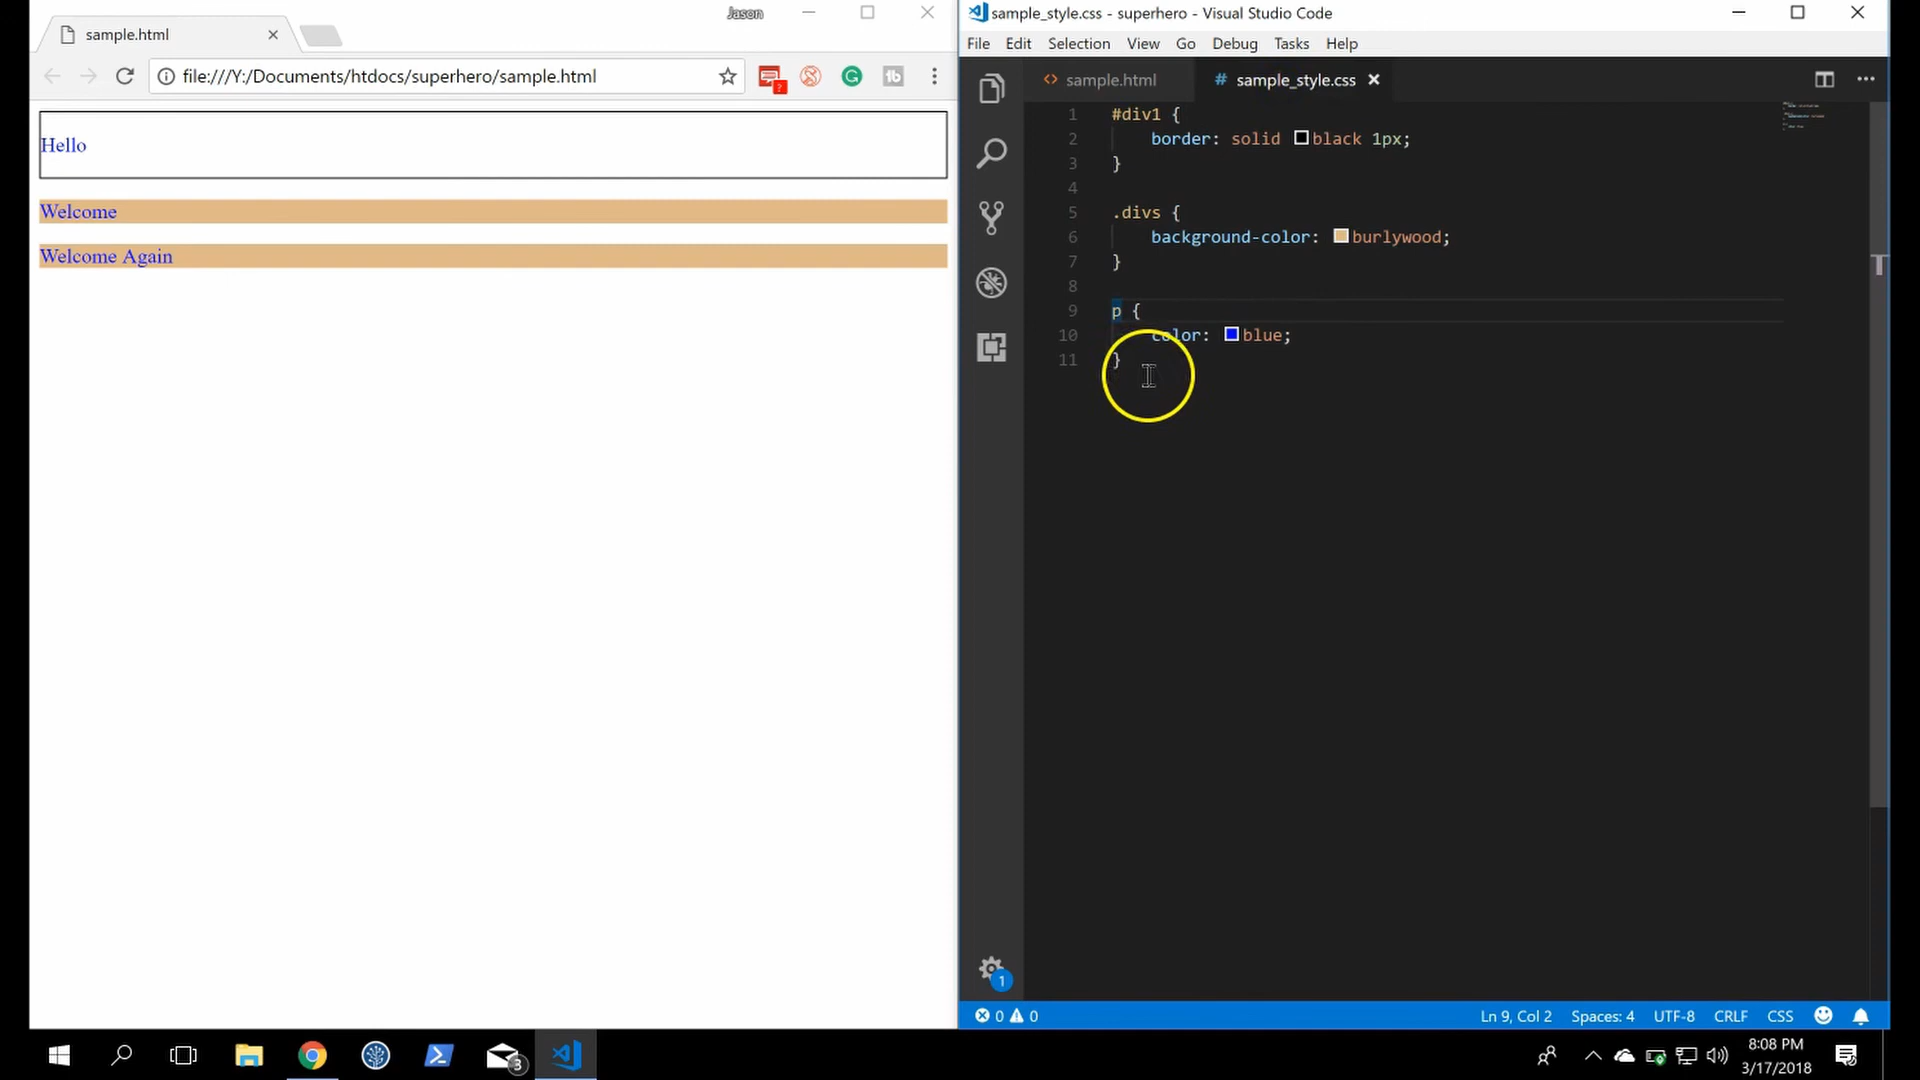 sample.html
Jason
file:///Y:/Documents/htdocs/superhero/sample.html
?
Hello
Welcome
Welcome Again
sample_style.css - superhero - Visual Studio Code
File Edit Selection View Go Debug Tasks Help
<> sample.html # sample_style.css
1 #div1 {
2 border: solid black 1px;
3 }
4
5 .divs {
6 background-color: burlywood;
7 }
8
9 p {
10 color: blue;
11 }
1
0 0 Ln 9, Col 2 Spaces: 4 UTF-8 CRLF CSS
3
8:08 PM
3/17/2018